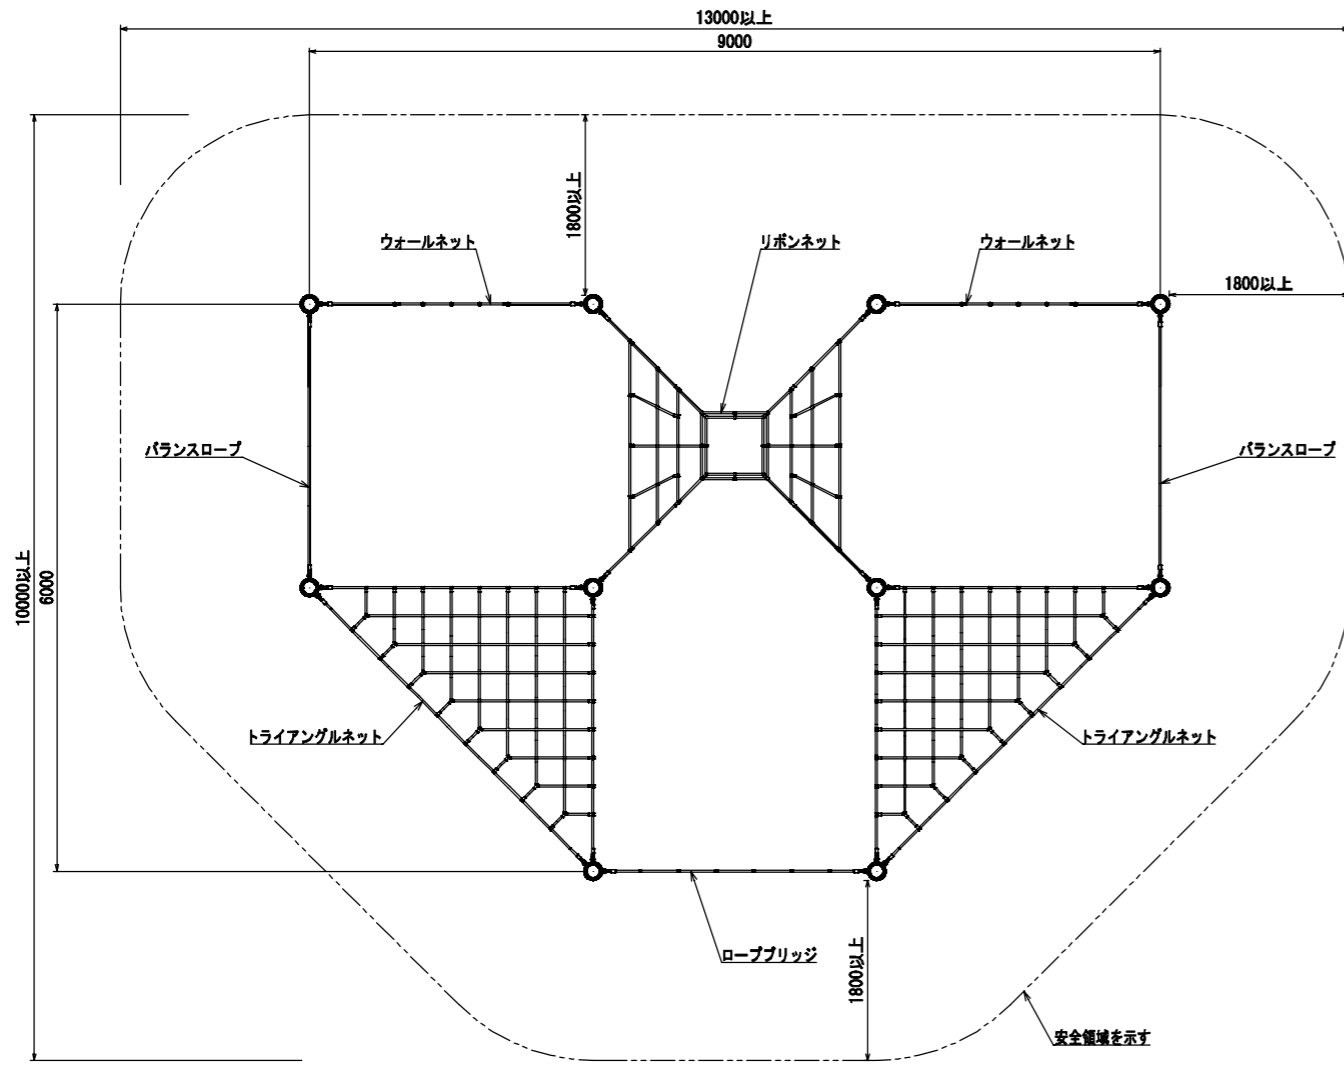 13000以上
9000
1800以上
ウォールネット
リボンネット
ウォールネット
1800以上
バランスロープ
バランスロープ
10000以上
6000
トライアングルネット
トライアングルネット
ロープブリッジ
1800以上
安全領域を示す